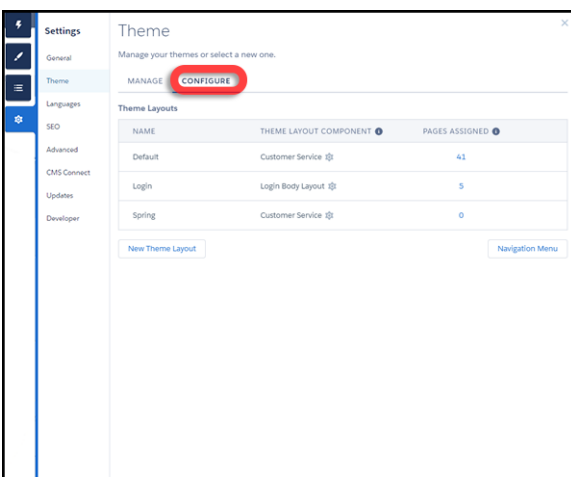 Settings
General
Theme
Languages
SEO
Advanced
CMS Connect
Updates
Developer
Theme
Manage your themes or select a new one.
MANAGE CONFIGURE
Theme Layouts
NAME THEME LAYOUT COMPONENT PAGES ASSIGNED
Default Customer Service 41
Login Login Body Layout 5
Spring Customer Service 0
New Theme Layout Navigation Menu